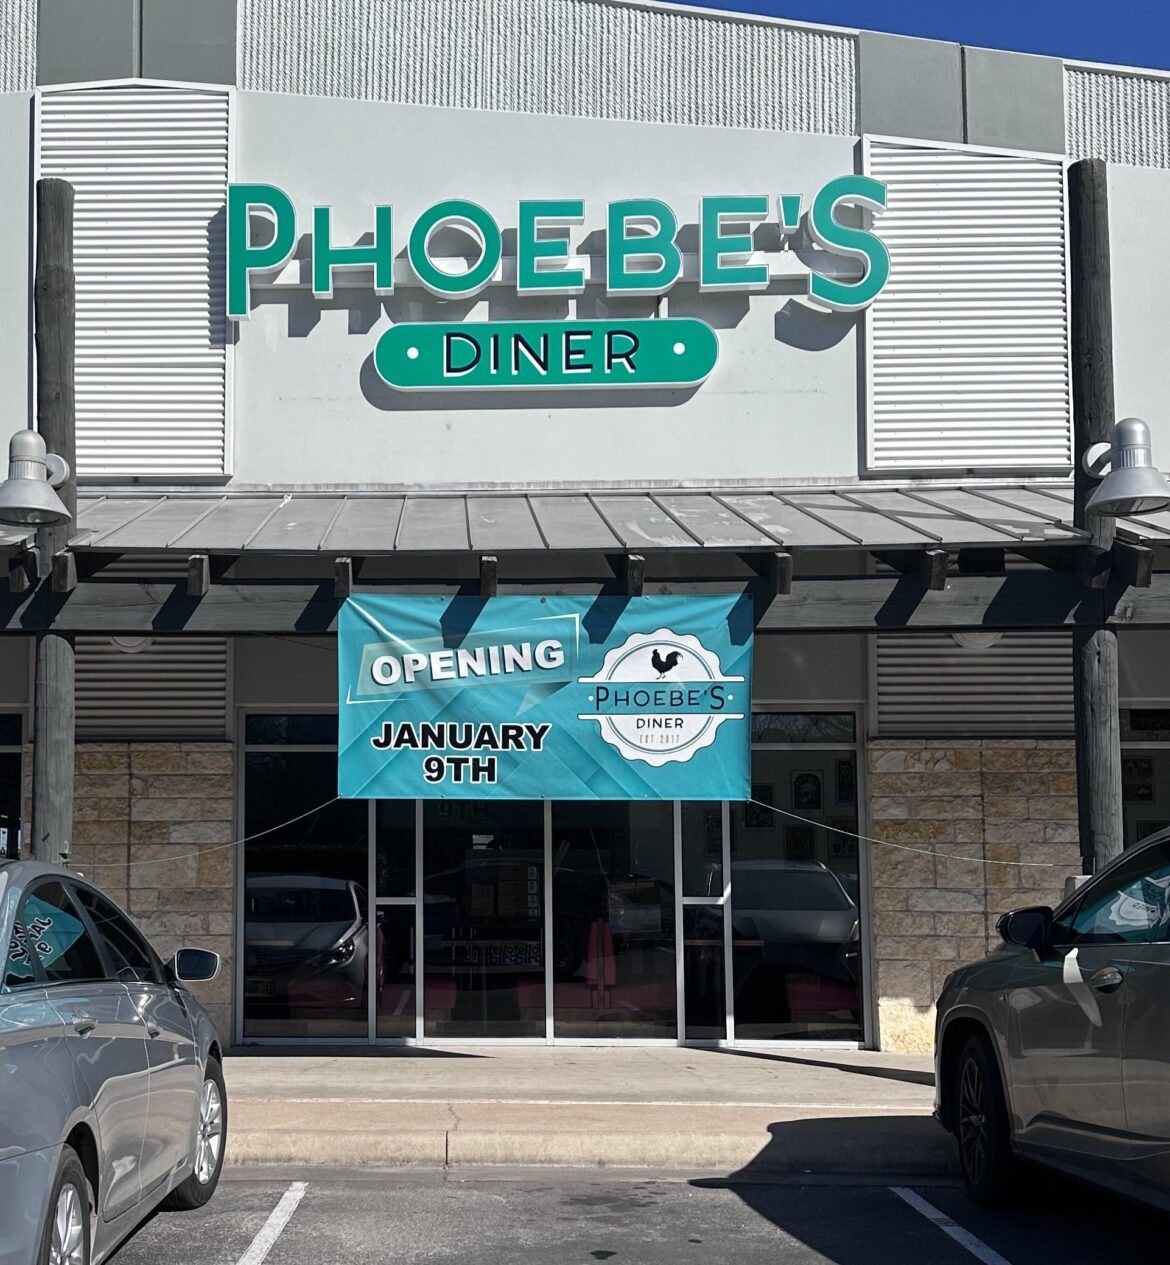 PHOEBE'S
DINER
OPENING
JANUARY
9TH
PHOEBE'S
DINER
EST. 2017